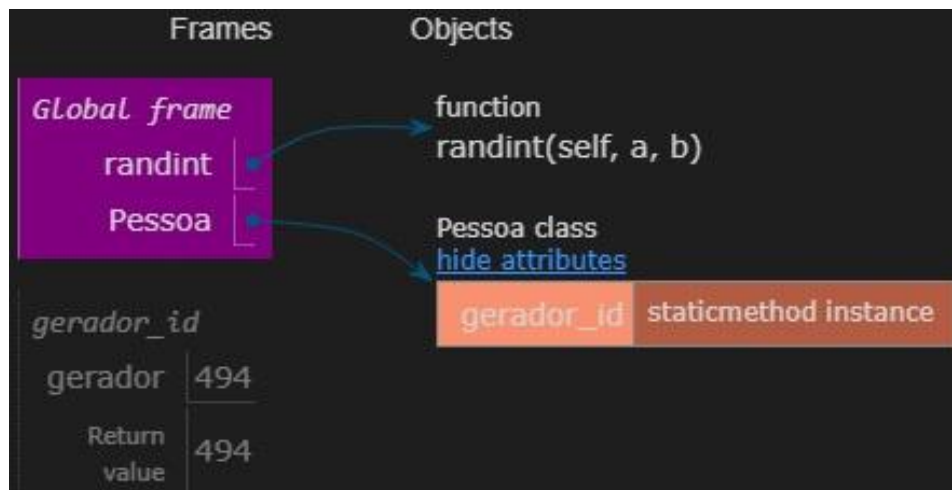 Frames Objects
Global frame
function
randint
randint(self, a, b)
Pessoa
Pessoa class
hide attributes
gerador_id staticmethod instance
gerador_id
gerador 494
Return
value 494